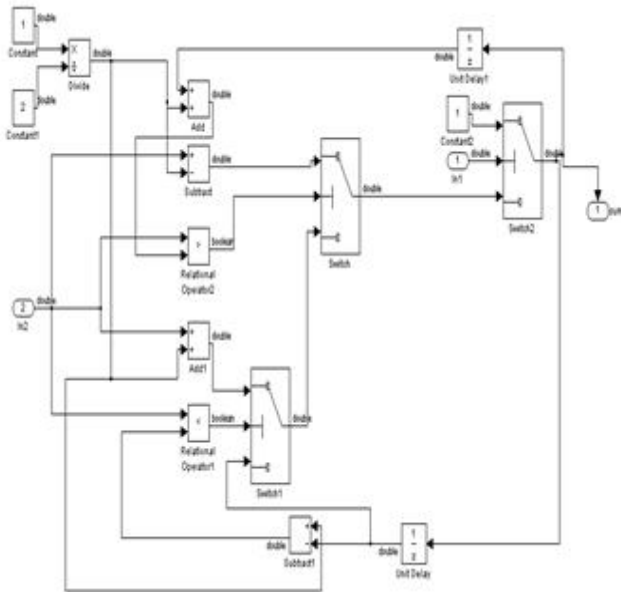 1
double
Constant
×
÷
double
Divide
2
double
Constant1
+
+
double
Add
double
1
z
Unit Delay1
1
double
Constant2
1
double
In1
double
Switch2
1
+
-
double
Subtract
double
Switch
>
boolean
Relational
Operator2
2
double
In2
+
+
double
Add1
<
boolean
Relational
Operator1
double
Switch1
+
-
double
Subtract1
double
1
z
Unit Delay